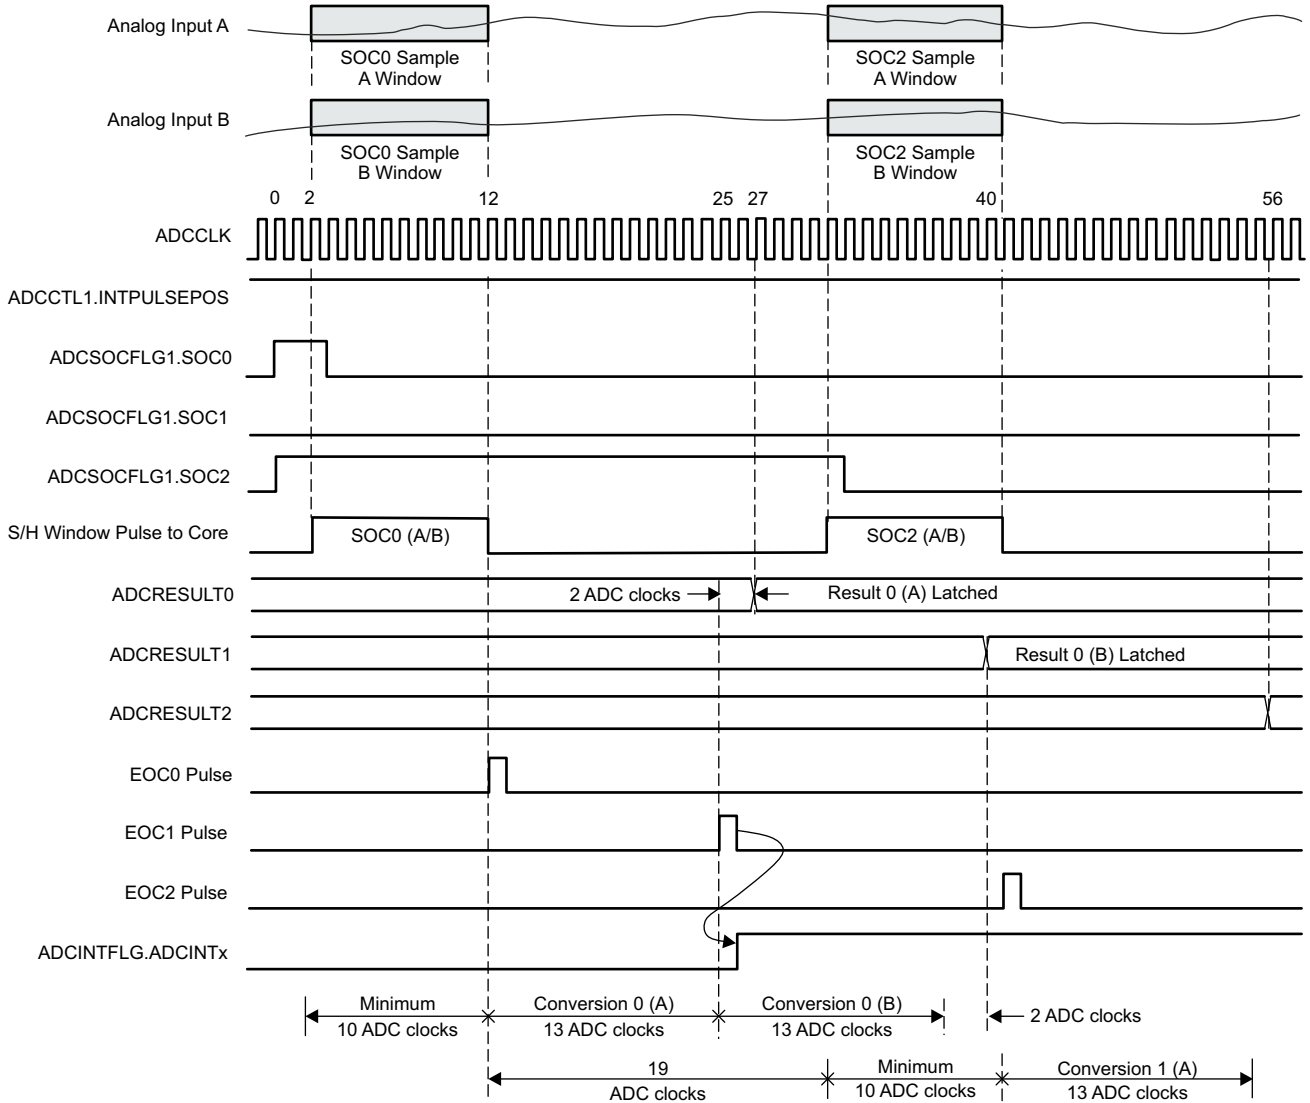 Analog Input A
SOC0 Sample
A Window
SOC2 Sample
A Window
Analog Input B
SOC0 Sample
B Window
SOC2 Sample
B Window
0 2 12 25 27 40 56
ADCCLK
ADCCTL1.INTPULSEPOS
ADCSOCFLG1.SOC0
ADCSOCFLG1.SOC1
ADCSOCFLG1.SOC2
S/H Window Pulse to Core
SOC0 (A/B)
SOC2 (A/B)
ADCRESULT0
2 ADC clocks
Result 0 (A) Latched
ADCRESULT1
Result 0 (B) Latched
ADCRESULT2
EOC0 Pulse
EOC1 Pulse
EOC2 Pulse
ADCINTFLG.ADCINTx
Minimum
10 ADC clocks
Conversion 0 (A)
13 ADC clocks
Conversion 0 (B)
13 ADC clocks
2 ADC clocks
19
ADC clocks
Minimum
10 ADC clocks
Conversion 1 (A)
13 ADC clocks